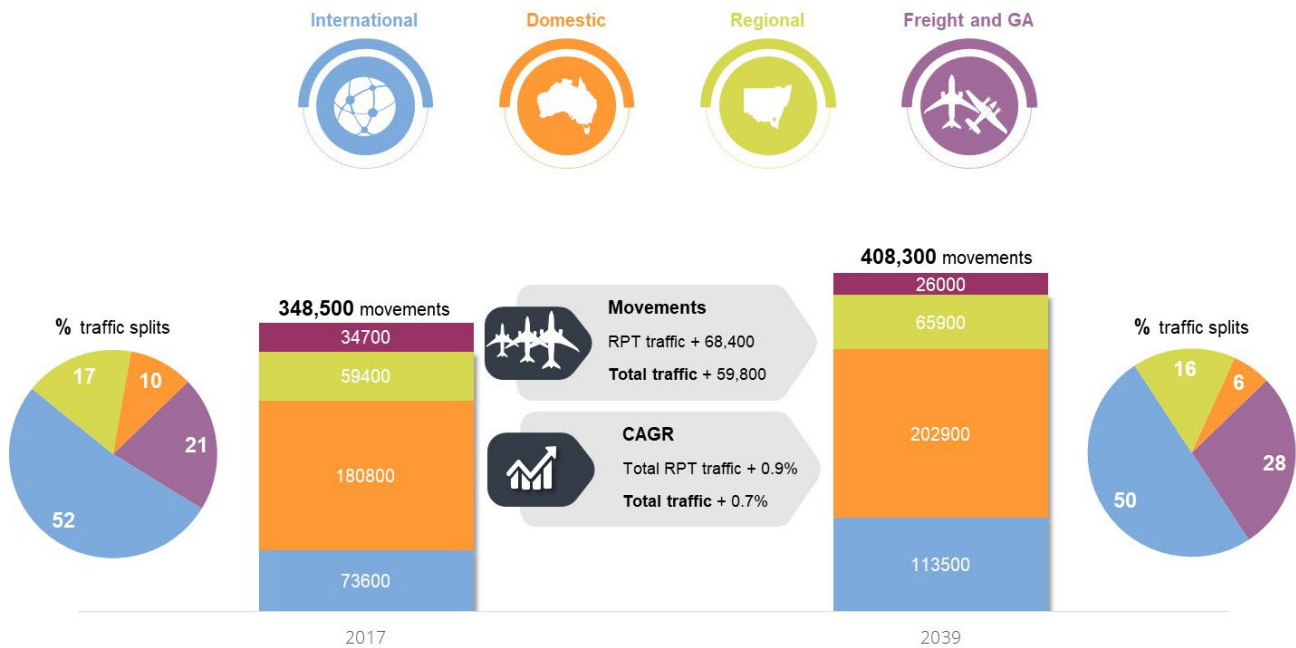 International
Domestic
Regional
Freight and GA
% traffic splits
17
10
21
52
348,500 movements
34700
59400
180800
73600
2017
Movements
RPT traffic + 68,400
Total traffic + 59,800
CAGR
Total RPT traffic + 0.9%
Total traffic + 0.7%
408,300 movements
26000
65900
202900
113500
2039
% traffic splits
16
6
28
50